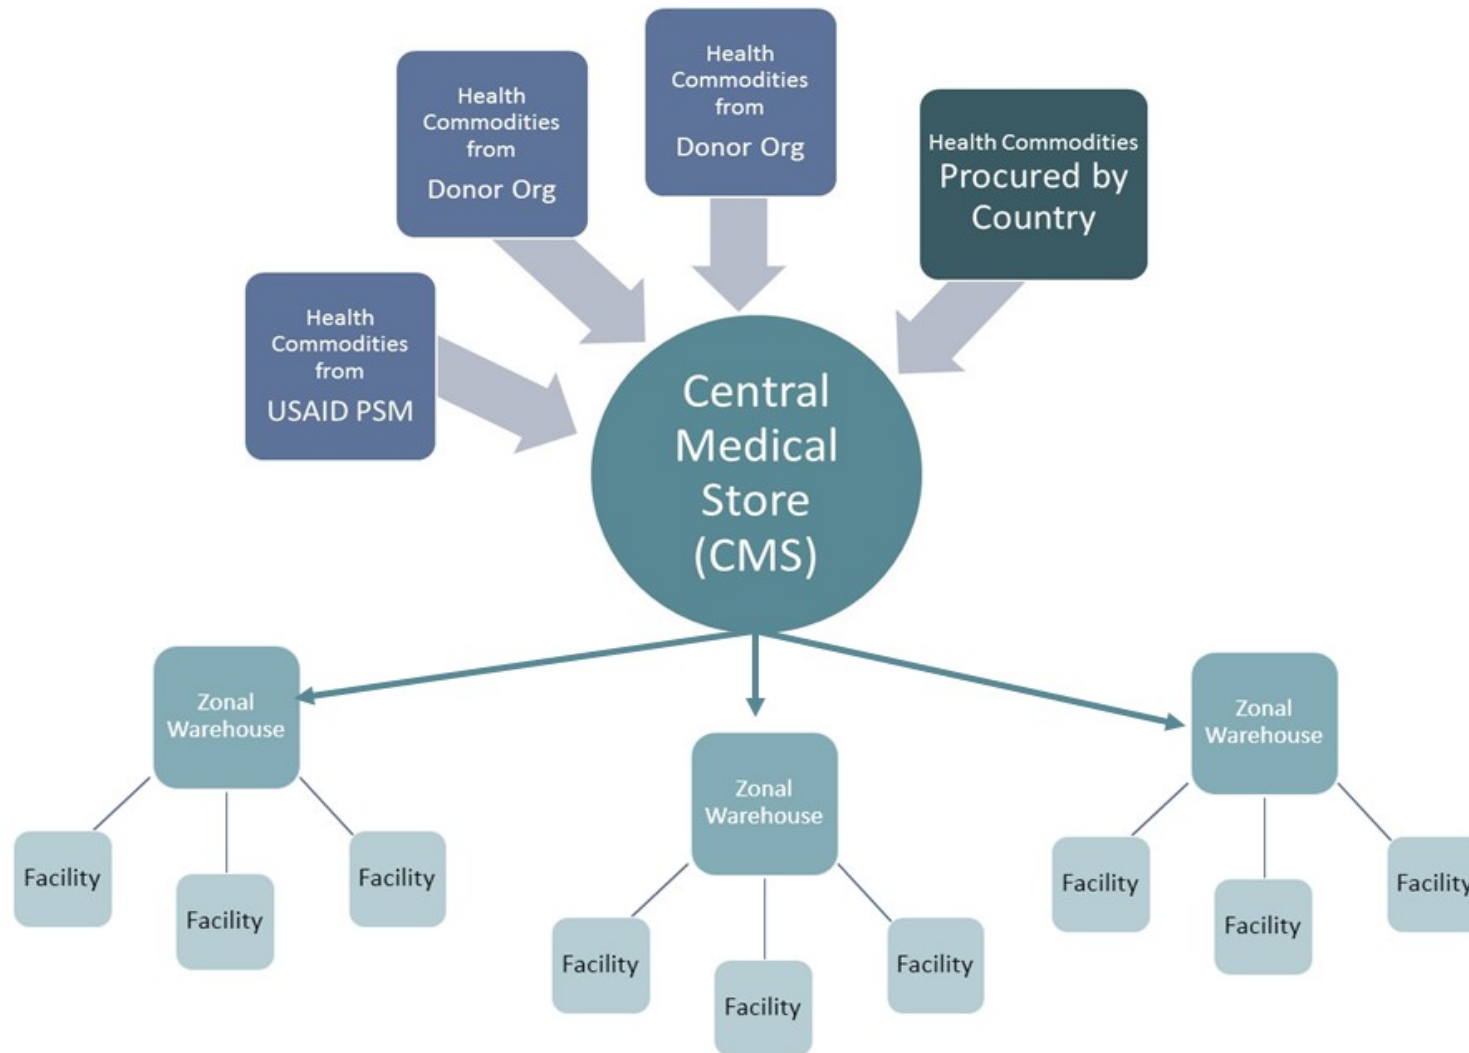 Health
Commodities
from
Donor Org
Health
Commodities
from
Donor Org
Health Commodities
Procured by
Country
Health
Commodities
from
USAID PSM
Central
Medical
Store
(CMS)
Zonal
Warehouse
Zonal
Warehouse
Zonal
Warehouse
Facility
Facility
Facility
Facility
Facility
Facility
Facility
Facility
Facility